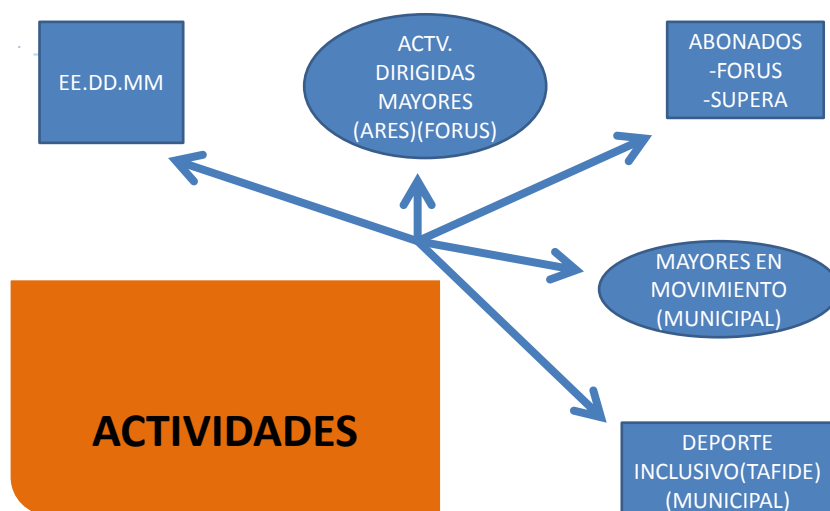 EE.DD.MM
ACTV.
DIRIGIDAS
MAYORES
(ARES)(FORUS)
ABONADOS
-FORUS
-SUPERA
MAYORES EN
MOVIMIENTO
(MUNICIPAL)
ACTIVIDADES
DEPORTE
INCLUSIVO(TAFIDE)
(MUNICIPAL)